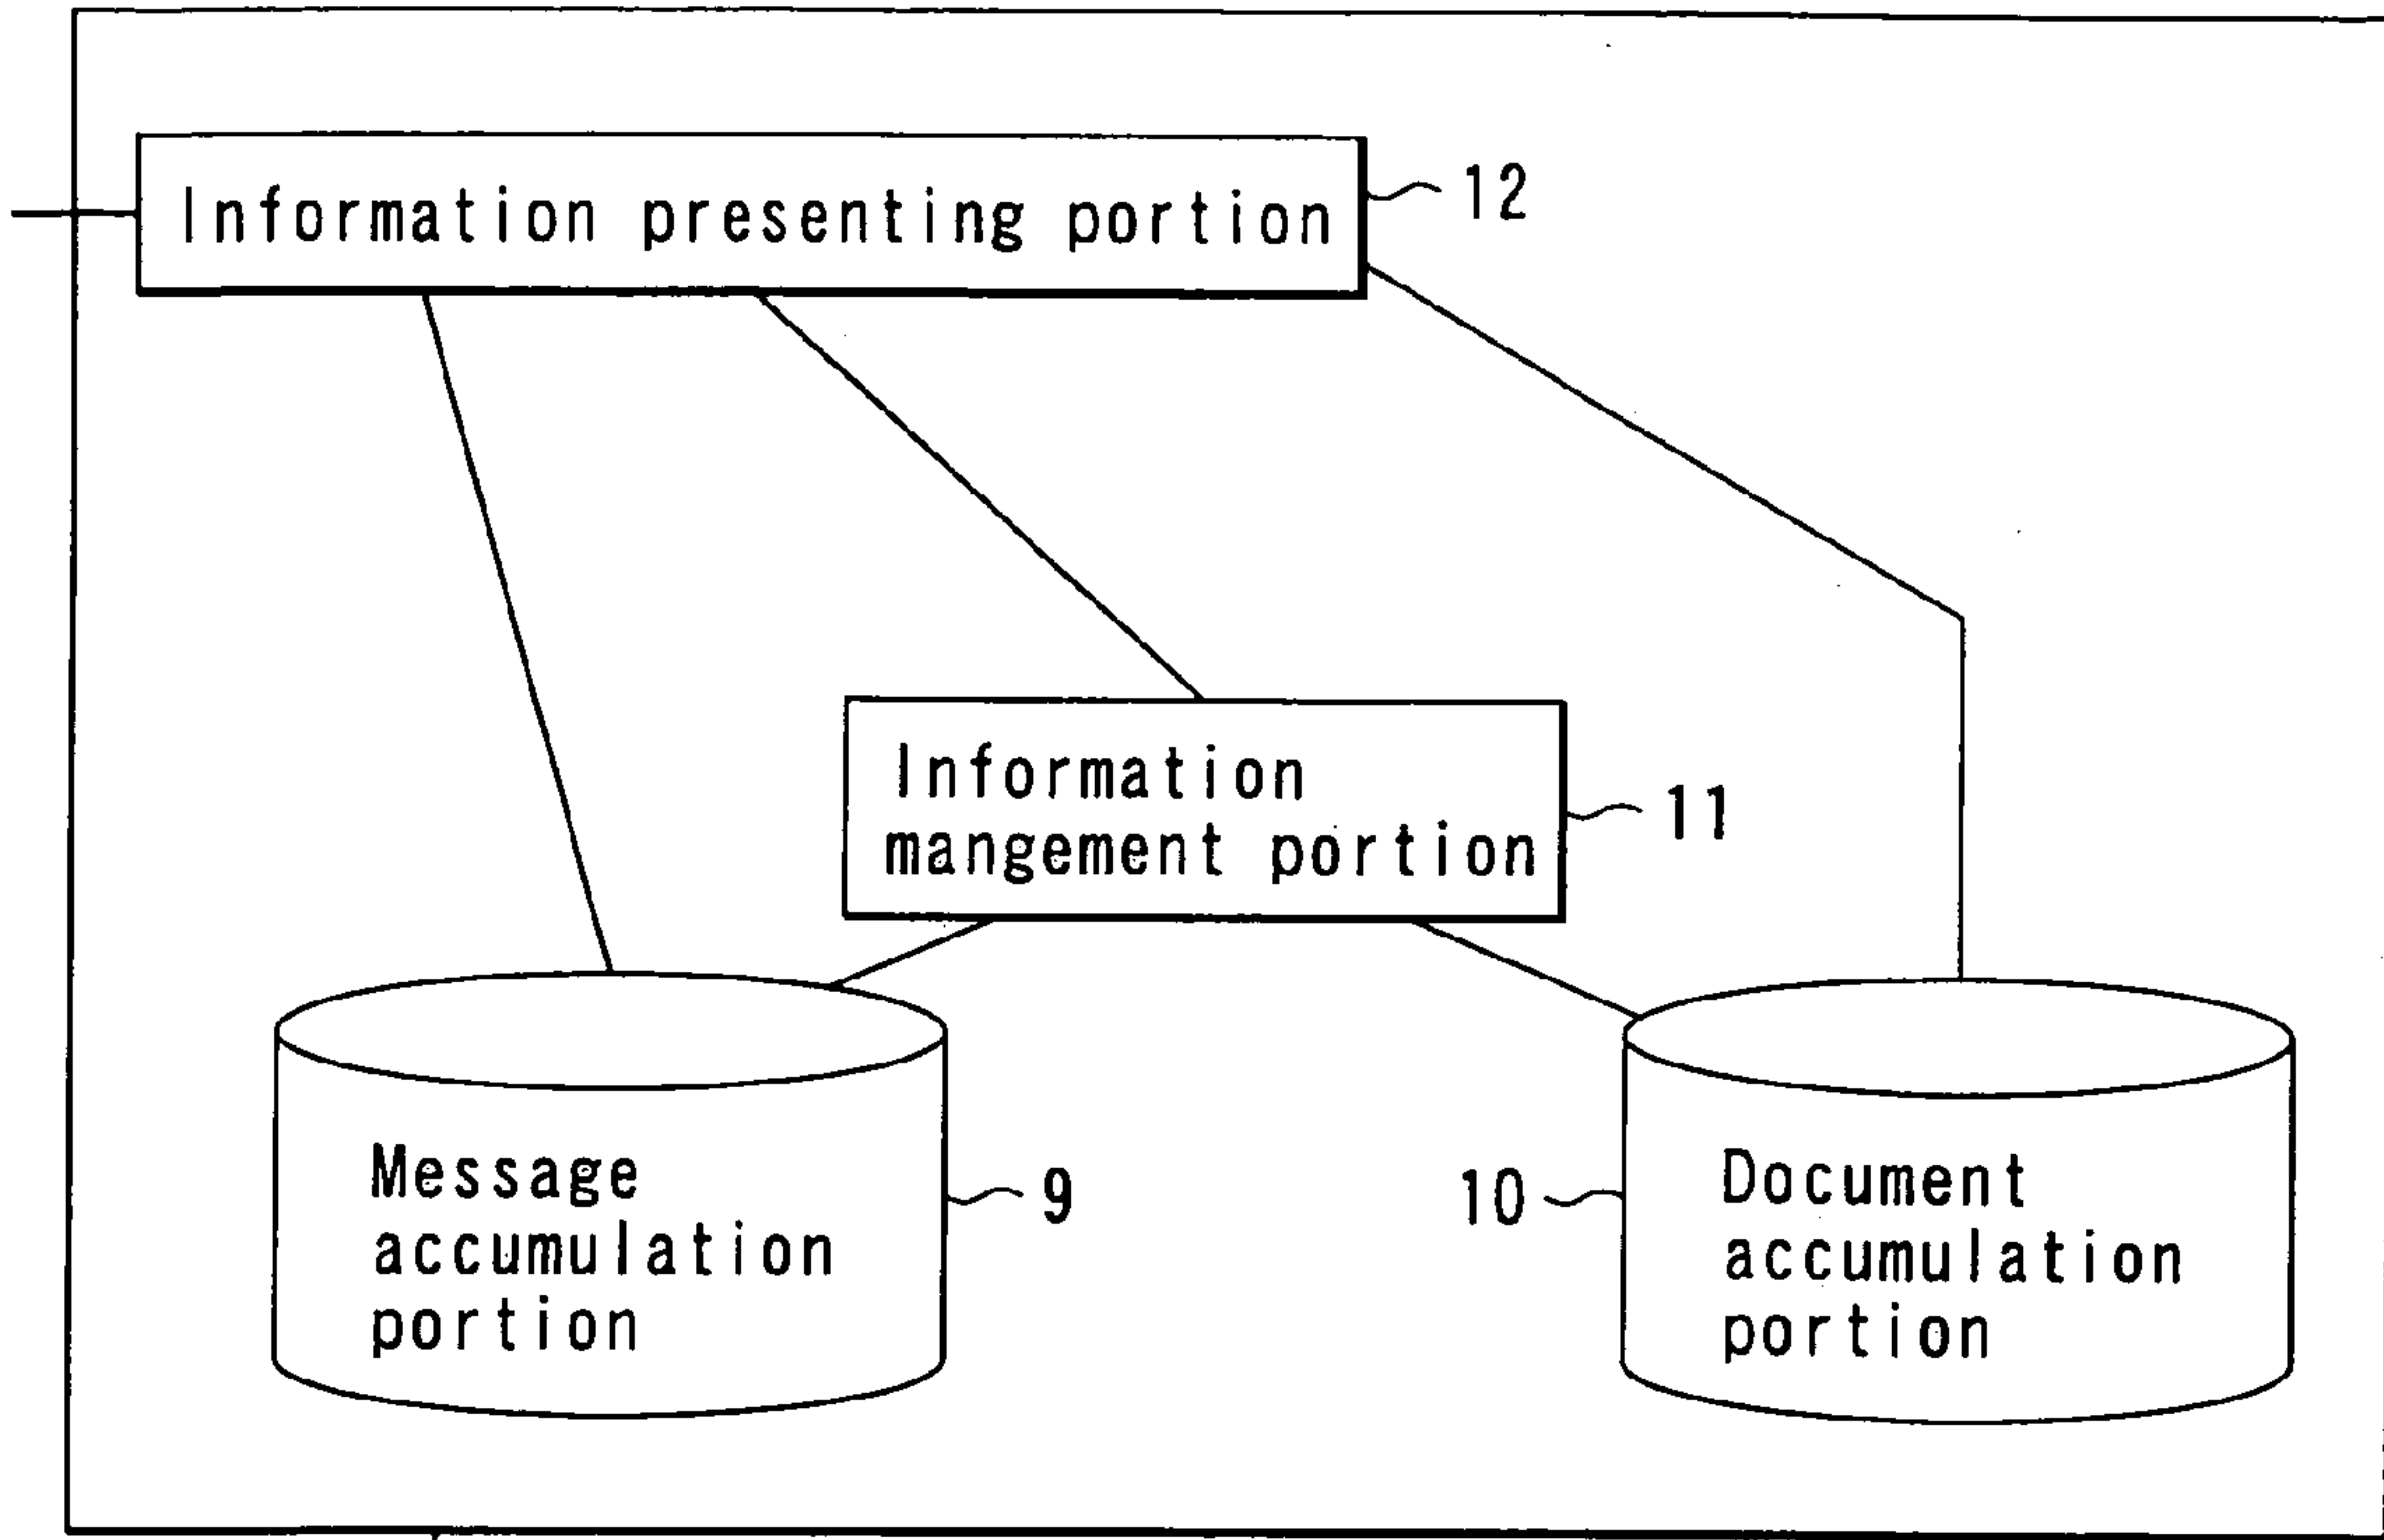 Information presenting portion
12
Information
mangement portion
11
Message
accumulation
portion
9
10
Document
accumulation
portion